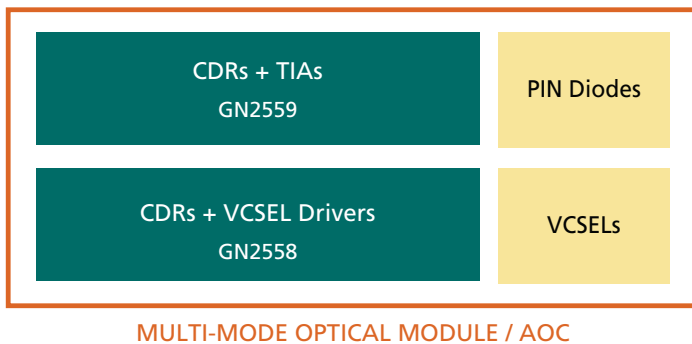 CDRs + TIAs
GN2559
PIN Diodes
CDRs + VCSEL Drivers
GN2558
VCSELs
MULTI-MODE OPTICAL MODULE / AOC